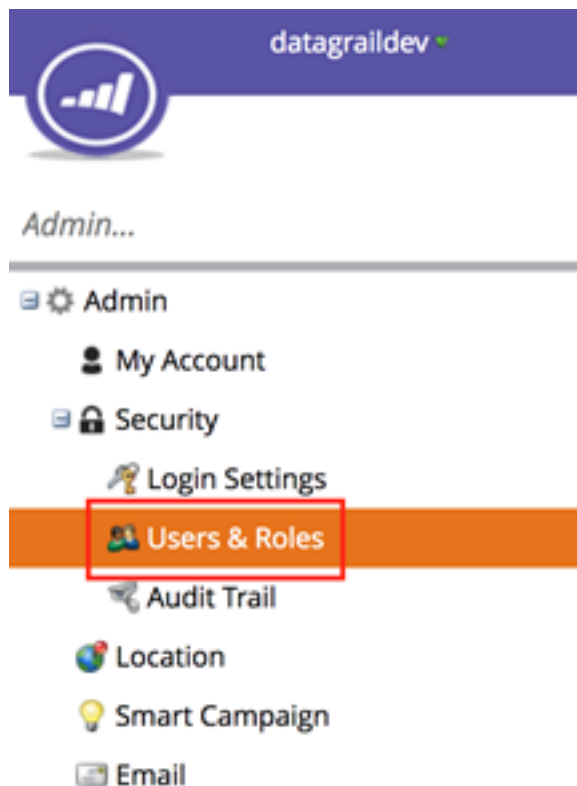 datagraildev
Admin...
Admin
My Account
Security
Login Settings
Users & Roles
Audit Trail
Location
Smart Campaign
Email